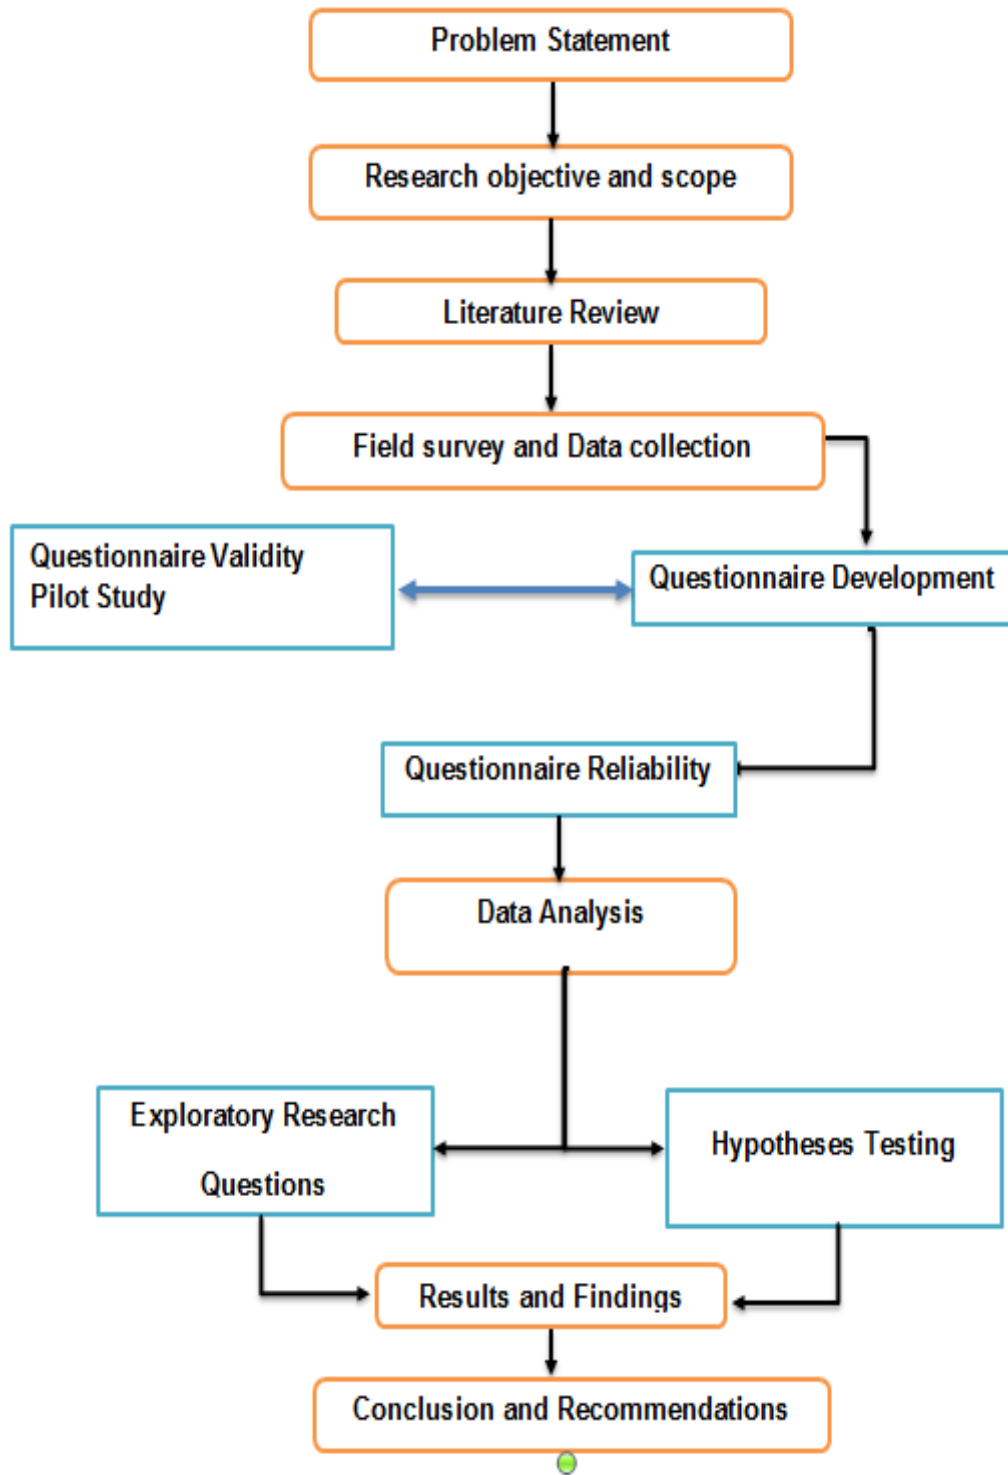 Problem Statement
Research objective and scope
Literature Review
Field survey and Data collection
Questionnaire Validity
Pilot Study
Questionnaire Development
Questionnaire Reliability
Data Analysis
Exploratory Research
Questions
Hypotheses Testing
Results and Findings
Conclusion and Recommendations